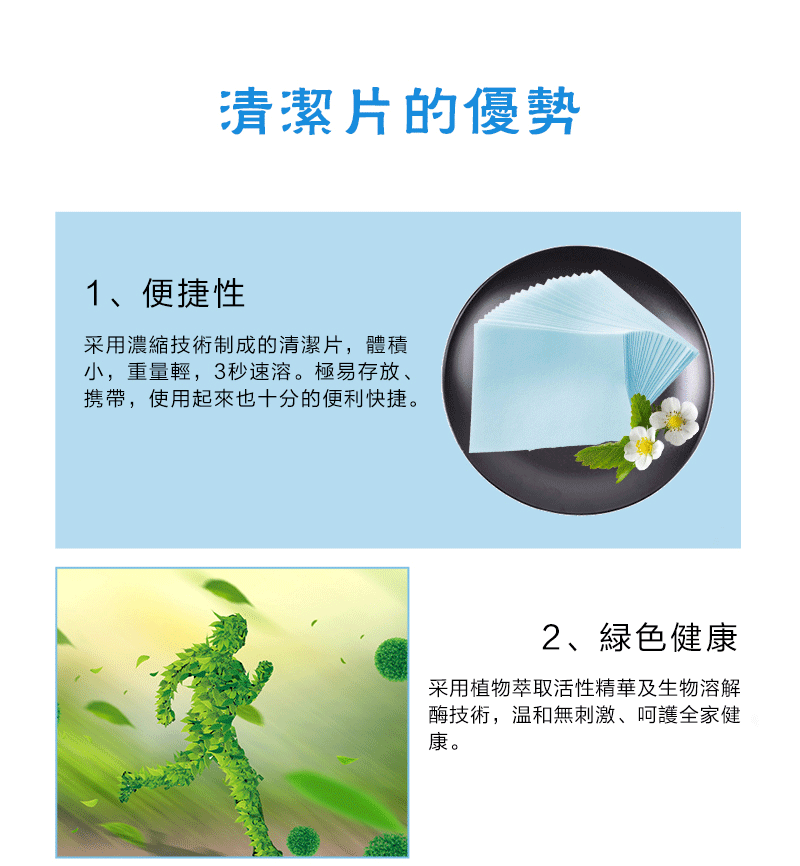 清潔片的優勢
1、便捷性
采用濃縮技術制成的清潔片，體積
小，重量輕，3秒速溶。極易存放、
携帶，使用起來也十分的便利快捷。
2、緑色健康
采用植物萃取活性精華及生物溶解
酶技術，温和無刺激、呵護全家健
康。